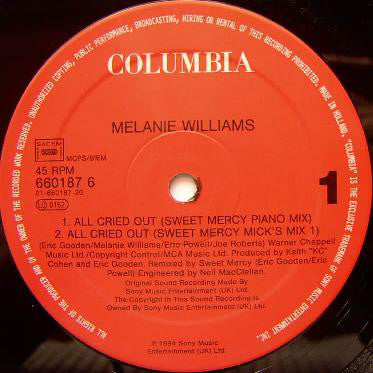 COLUMBIA
MELANIE WILLIAMS
SACEM
SDRM
SACD
SGDL
MCPS/BIEM
45 RPM
660187 6
01-660187-20
LC 0162
1
1. ALL CRIED OUT (SWEET MERCY PIANO MIX)
2. ALL CRIED OUT (SWEET MERCY MICK'S MIX 1)
(Eric Gooden/Melanie Williams/Eric Powell/Joe Roberts) Warner Chappell
Music Ltd./Copyright Control/MCA Music Ltd. Produced by Keith "KC"
Cohen and Eric Gooden. Remixed by Sweet Mercy (Eric Gooden/Eric
Powell) Engineered by Neil MacClellan.
Original Sound Recording Made By
Sony Music Entertainment (UK) Ltd.
The Copyright In This Sound Recording Is
Owned By Sony Music Entertainment (UK) Ltd.
℗ 1994 Sony Music
Entertainment (UK) Ltd.
ALL RIGHTS OF THE PRODUCER AND OF THE OWNER OF THE RECORDED WORK RESERVED. UNAUTHORIZED COPYING, PUBLIC PERFORMANCE, BROADCASTING, HIRING OR RENTAL OF THIS RECORDING PROHIBITED. MADE IN HOLLAND. "COLUMBIA" IS THE EXCLUSIVE TRADEMARK OF SONY MUSIC ENTERTAINMENT, INC.